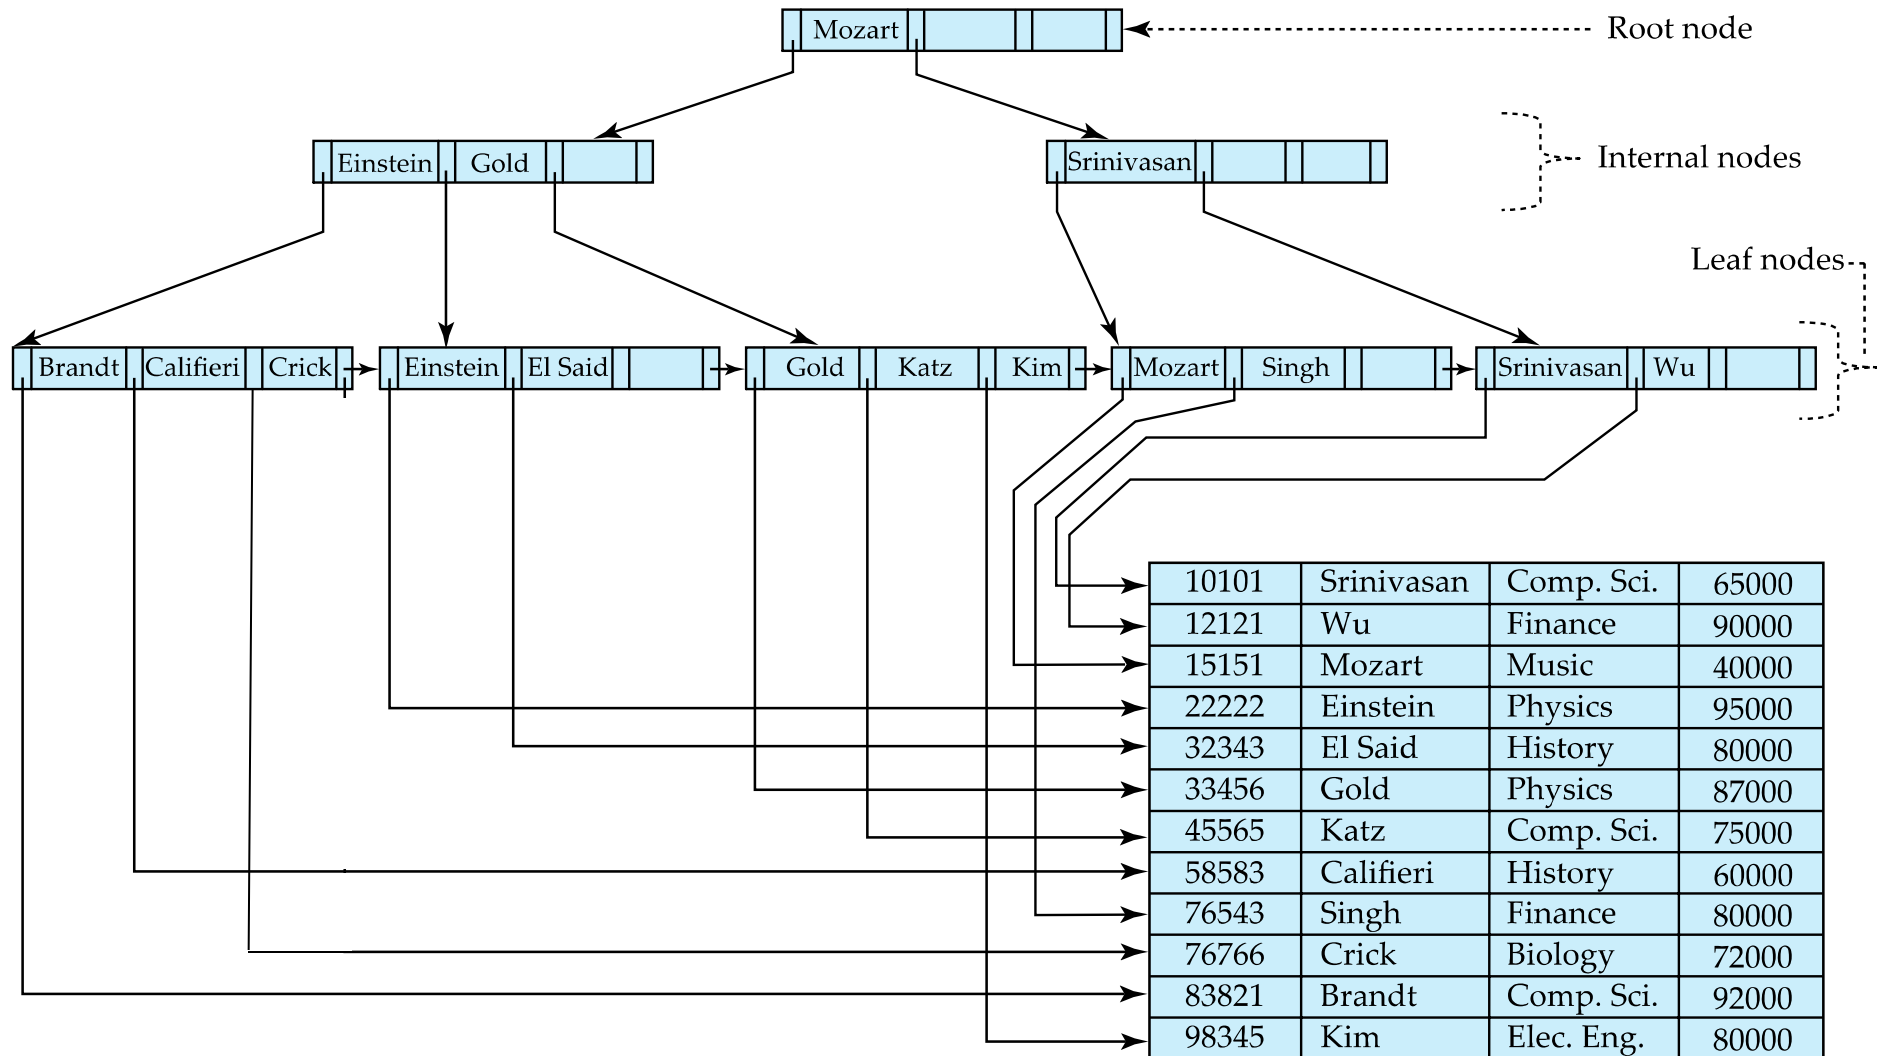 Mozart
Root node
Einstein Gold
Srinivasan
Internal nodes
Leaf nodes
Brandt Califieri Crick
Einstein El Said
Gold Katz Kim
Mozart Singh
Srinivasan Wu
10101 Srinivasan Comp. Sci. 65000
12121 Wu Finance 90000
15151 Mozart Music 40000
22222 Einstein Physics 95000
32343 El Said History 80000
33456 Gold Physics 87000
45565 Katz Comp. Sci. 75000
58583 Califieri History 60000
76543 Singh Finance 80000
76766 Crick Biology 72000
83821 Brandt Comp. Sci. 92000
98345 Kim Elec. Eng. 80000